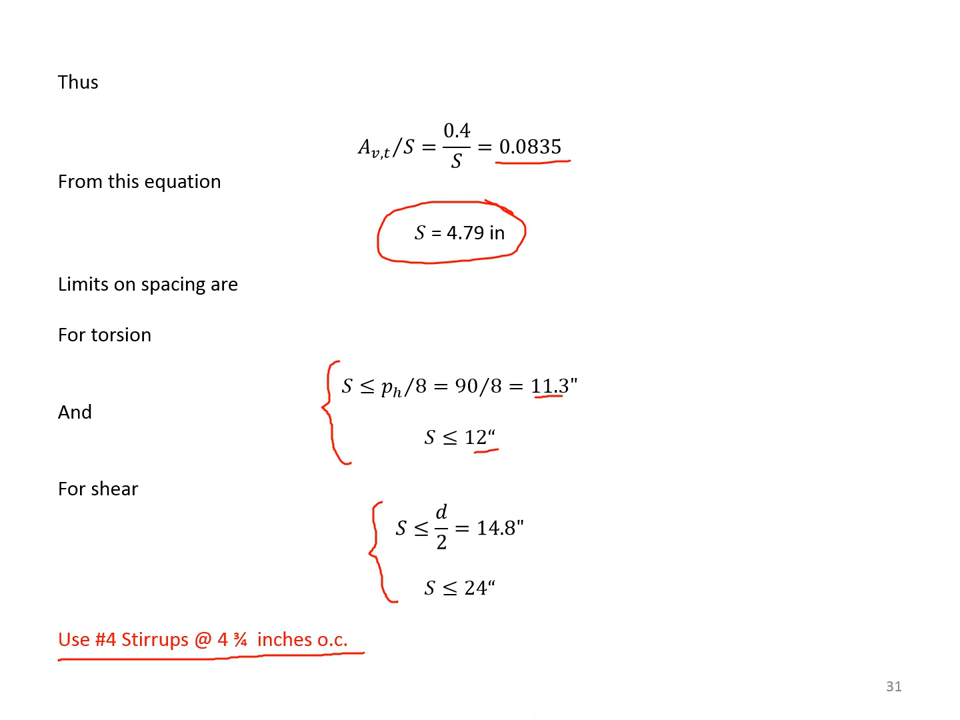 Thus
A_{v,t}/S = \frac{0.4}{S} = 0.0835
From this equation
S = 4.79 in
Limits on spacing are
For torsion
S ≤ p_h/8 = 90/8 = 11.3"
And
S ≤ 12“
For shear
S ≤ \frac{d}{2} = 14.8"
S ≤ 24“
Use #4 Stirrups @ 4 ¾ inches o.c.
31